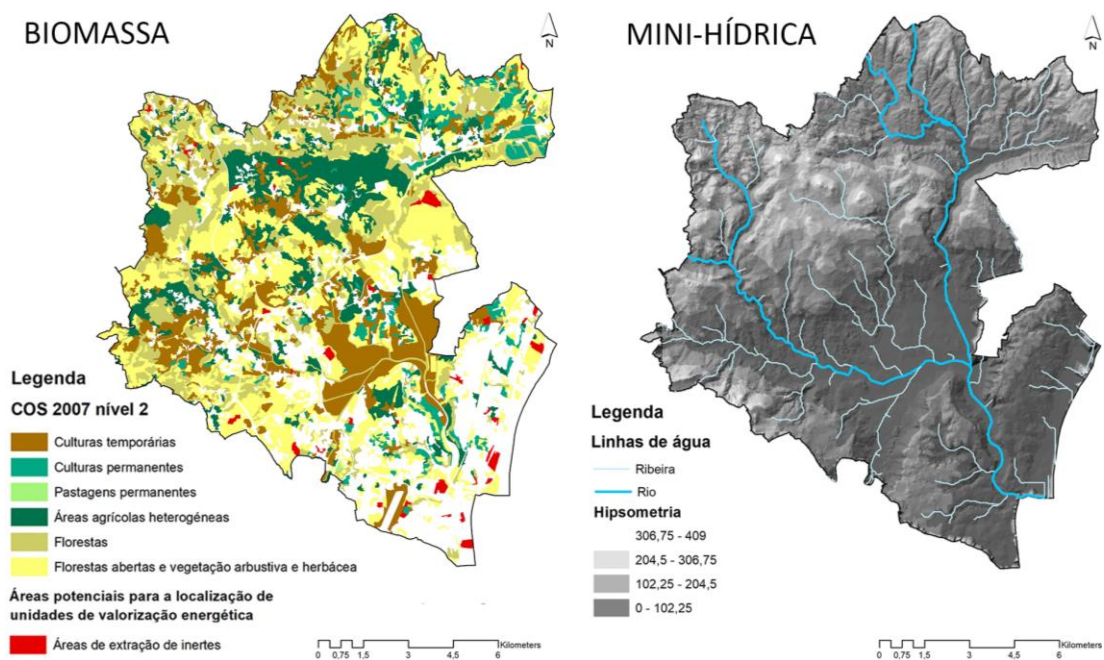 BIOMASSA
N
Legenda
COS 2007 nível 2
Culturas temporárias
Culturas permanentes
Pastagens permanentes
Áreas agrícolas heterogéneas
Florestas
Florestas abertas e vegetação arbustiva e herbácea
Áreas potenciais para a localização de
unidades de valorização energética
Áreas de extração de inertes
Kilometers
0 0,75 1,5 3 4,5 6
MINI-HÍDRICA
N
Legenda
Linhas de água
Ribeira
Rio
Hipsometria
306,75 - 409
204,5 - 306,75
102,25 - 204,5
0 - 102,25
Kilometers
0 0,75 1,5 3 4,5 6